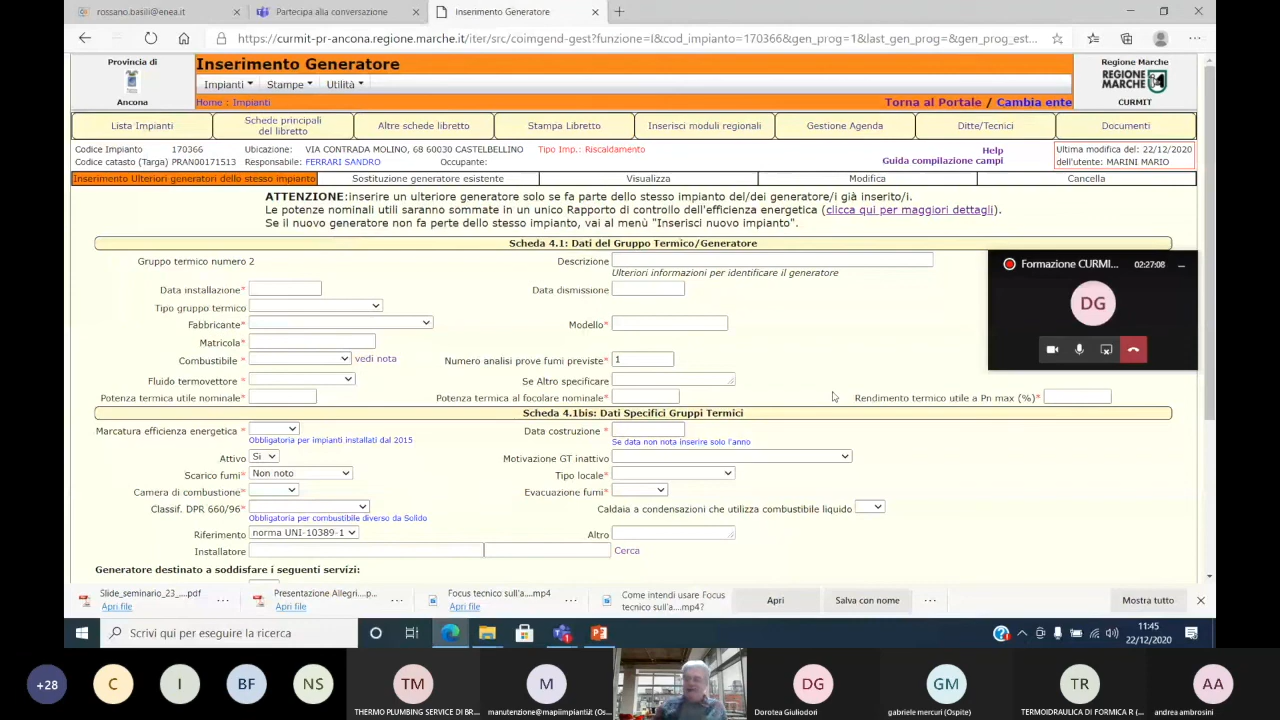 rossano.basili@enea.it
Partecipa alla conversazione
Inserimento Generatore
https://curmit-pr-ancona.regione.marche.it/iter/src/coimgend-gest?funzione=I&cod_impianto=170366&gen_prog=1&last_gen_prog=&gen_prog_est...
Provincia di
Ancona
Inserimento Generatore
Impianti
Stampe
Utilità
Home : Impianti
Torna al Portale / Cambia ente
Regione Marche
REGIONE
MARCHE
CURMIT
Lista Impianti
Schede principali
del libretto
Altre schede libretto
Stampa Libretto
Inserisci moduli regionali
Gestione Agenda
Ditte/Tecnici
Documenti
Codice Impianto 170366 Ubicazione: VIA CONTRADA MOLINO, 68 60030 CASTELBELLINO Tipo Imp.: Riscaldamento
Codice catasto (Targa) PRAN00171513 Responsabile: FERRARI SANDRO Occupante:
Help
Guida compilazione campi
Ultima modifica del: 22/12/2020
dell'utente: MARINI MARIO
Inserimento Ulteriori generatori dello stesso impianto
Sostituzione generatore esistente
Visualizza
Modifica
Cancella
ATTENZIONE:inserire un ulteriore generatore solo se fa parte dello stesso impianto del/dei generatore/i già inserito/i.
Le potenze nominali utili saranno sommate in un unico Rapporto di controllo dell'efficienza energetica (clicca qui per maggiori dettagli).
Se il nuovo generatore non fa parte dello stesso impianto, vai al menù "Inserisci nuovo impianto".
Scheda 4.1: Dati del Gruppo Termico/Generatore
Gruppo termico numero 2
Descrizione
Ulteriori informazioni per identificare il generatore
Data installazione*
Data dismissione
Tipo gruppo termico
Fabbricante*
Modello*
Matricola*
Combustibile* vedi nota
Numero analisi prove fumi previste* 1
Fluido termovettore*
Se Altro specificare
Potenza termica utile nominale*
Potenza termica al focolare nominale*
Rendimento termico utile a Pn max (%)*
Scheda 4.1bis: Dati Specifici Gruppi Termici
Marcatura efficienza energetica*
Obbligatoria per impianti installati dal 2015
Data costruzione *
Se data non nota inserire solo l'anno
Attivo Si
Motivazione GT inattivo
Scarico fumi* Non noto
Tipo locale*
Camera di combustione*
Evacuazione fumi*
Classif. DPR 660/96*
Obbligatoria per combustibile diverso da Solido
Caldaia a condensazioni che utilizza combustibile liquido
Riferimento norma UNI-10389-1
Altro
Installatore
Cerca
Generatore destinato a soddisfare i seguenti servizi:
Formazione CURMI...
02:27:08
DG
Slide_seminario_23_....pdf
Apri file
Presentazione Allegri....p...
Apri file
Focus tecnico sull'a....mp4
Apri file
Come intendi usare Focus
tecnico sull'a....mp4?
Apri
Salva con nome
Mostra tutto
Scrivi qui per eseguire la ricerca
11:45
22/12/2020
+28
C
I
BF
NS
TM
THERMO PLUMBING SERVICE DI BR...
M
manutenzione@mapiimpianti.it (Os...
DG
Dorotea Giuliodori
GM
gabriele mercuri (Ospite)
TR
TERMOIDRAULICA DI FORMICA R (...
AA
andrea ambrosini